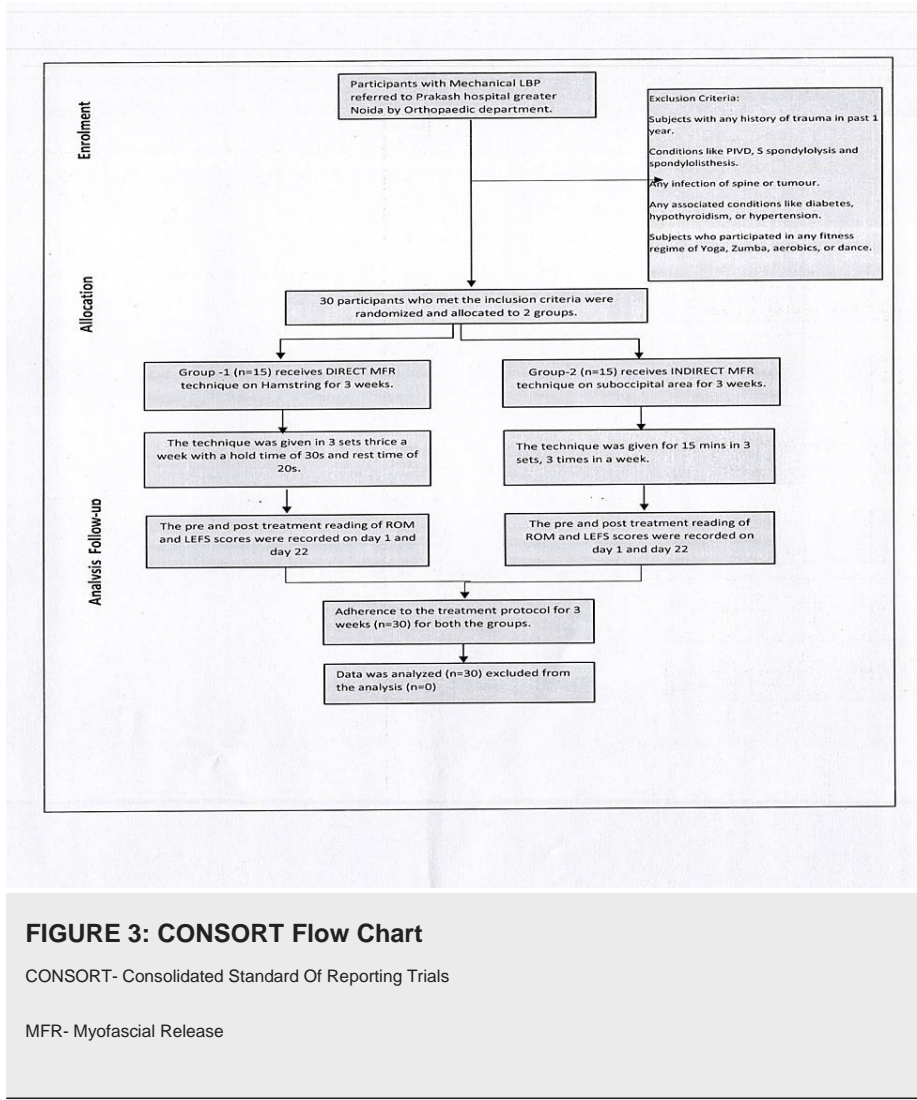 Enrolment
Participants with Mechanical LBP
referred to Prakash hospital greater
Noida by Orthopaedic department.
Exclusion Criteria:
Subjects with any history of trauma in past 1
year.
Conditions like PIVD, S spondylolysis and
spondylolisthesis.
Any infection of spine or tumour.
Any associated conditions like diabetes,
hypothyroidism, or hypertension.
Subjects who participated in any fitness
regime of Yoga, Zumba, aerobics, or dance.
Allocation
30 participants who met the inclusion criteria were
randomized and allocated to 2 groups.
Group -1 (n=15) receives DIRECT MFR
technique on Hamstring for 3 weeks.
Group-2 (n=15) receives INDIRECT MFR
technique on suboccipital area for 3 weeks.
The technique was given in 3 sets thrice a
week with a hold time of 30s and rest time of
20s.
The technique was given for 15 mins in 3
sets, 3 times in a week.
Analysis Follow-up
The pre and post treatment reading of ROM
and LEFS scores were recorded on day 1 and
day 22
The pre and post treatment reading of
ROM and LEFS scores were recorded on
day 1 and day 22
Adherence to the treatment protocol for 3
weeks (n=30) for both the groups.
Data was analyzed (n=30) excluded from
the analysis (n=0)
FIGURE 3: CONSORT Flow Chart
CONSORT- Consolidated Standard Of Reporting Trials
MFR- Myofascial Release